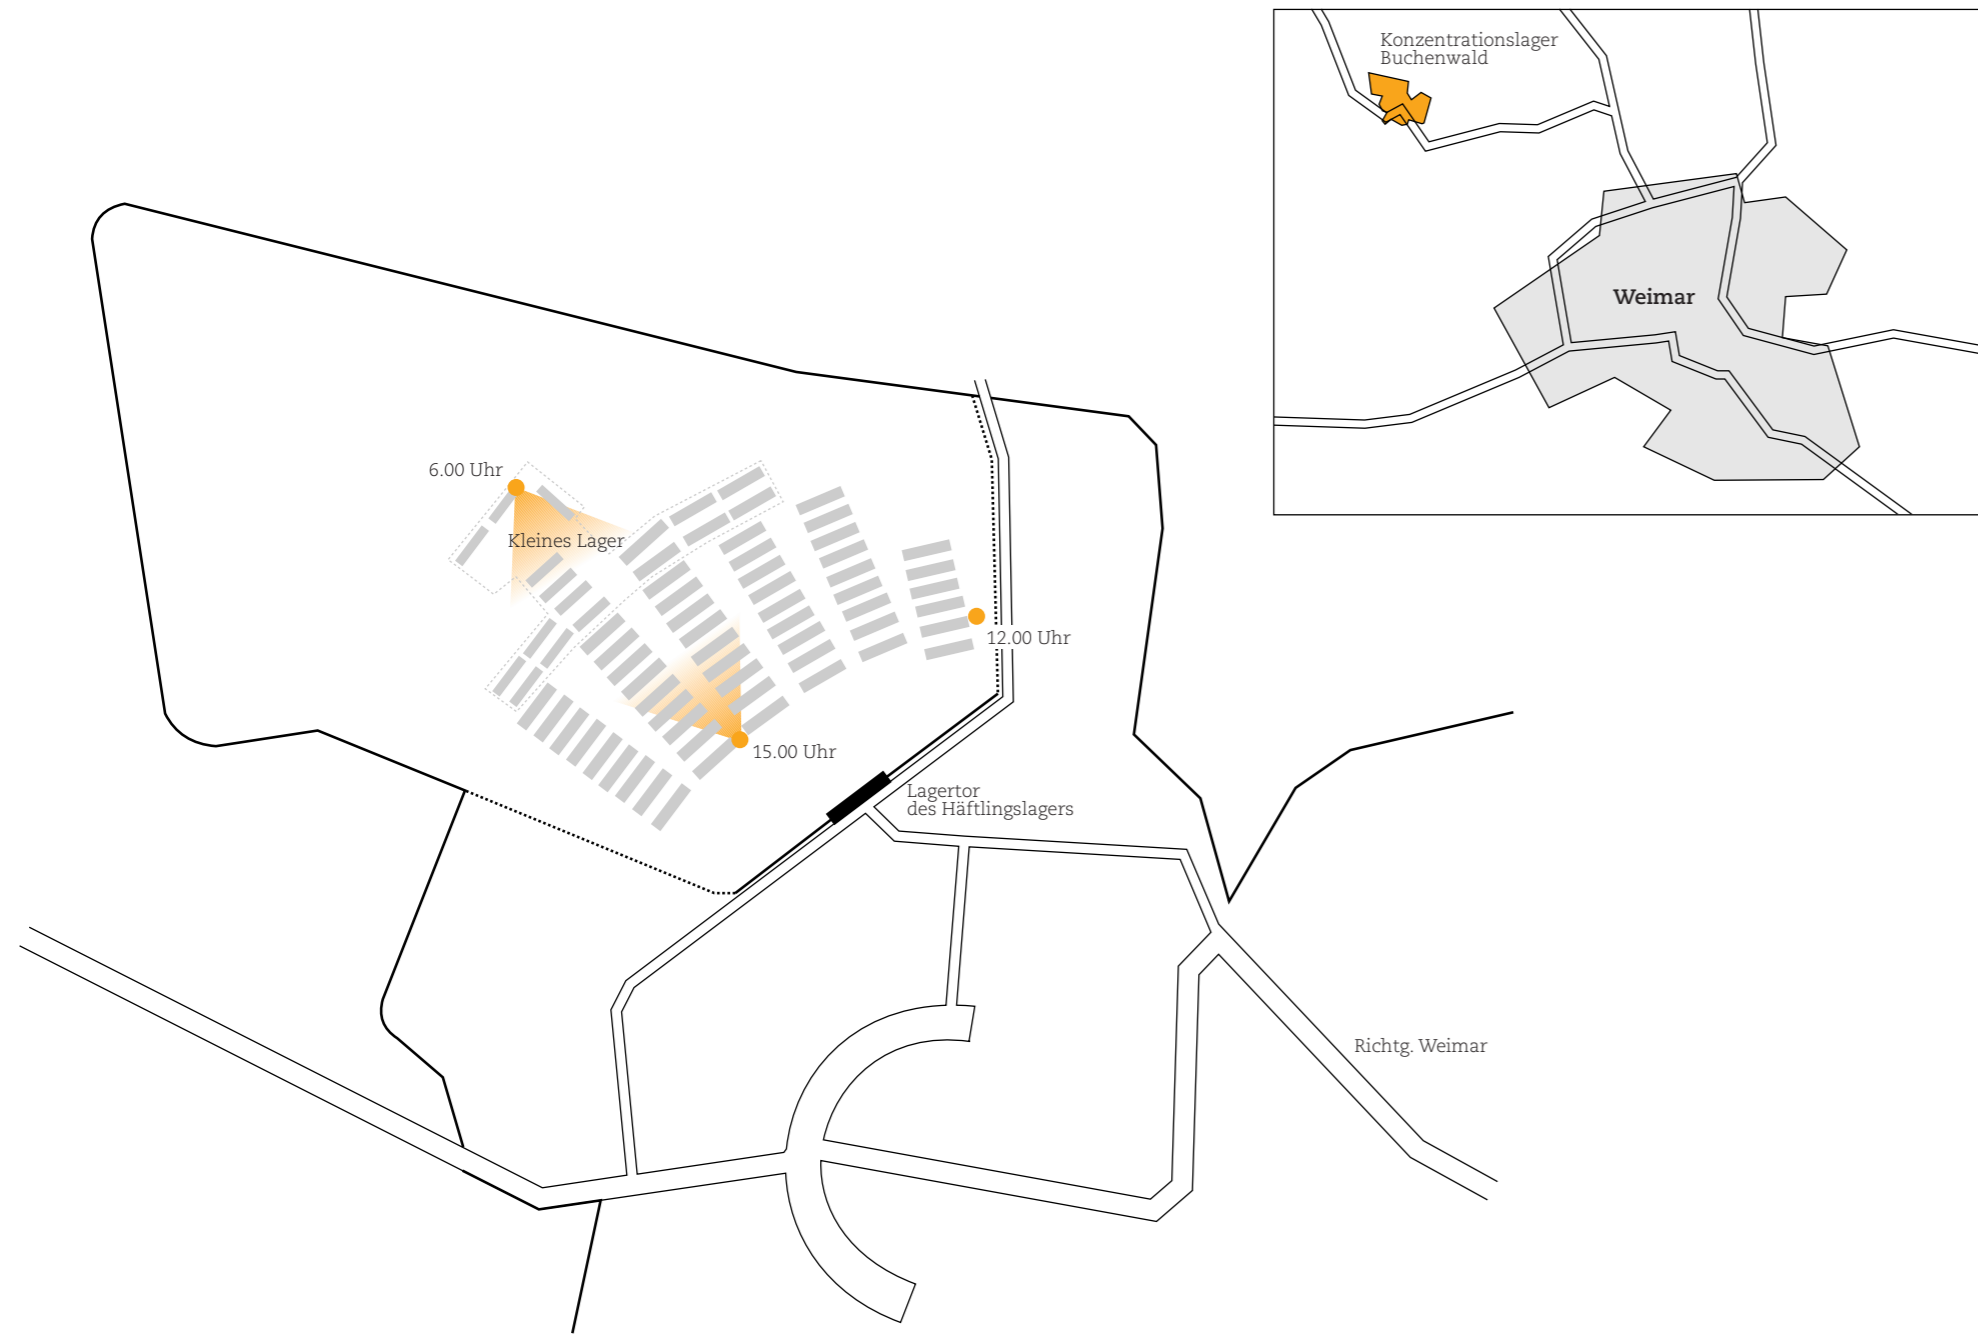 Konzentrationslager
Buchenwald
Weimar
6.00 Uhr
Kleines Lager
12.00 Uhr
15.00 Uhr
Lagertor
des Häftlingslagers
Richtg. Weimar